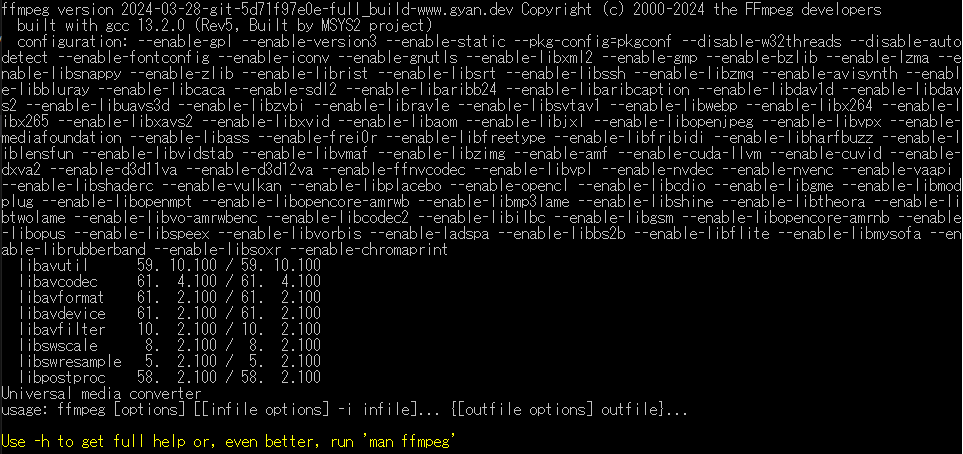 ffmpeg version 2024-03-28-git-5d71f97e0e-full_build-www.gyan.dev Copyright (c) 2000-2024 the FFmpeg developers
  built with gcc 13.2.0 (Rev5, Built by MSYS2 project)
  configuration: --enable-gpl --enable-version3 --enable-static --pkg-config=pkgconf --disable-w32threads --disable-auto
detect --enable-fontconfig --enable-iconv --enable-gnutls --enable-libxml2 --enable-gmp --enable-bzlib --enable-lzma --e
nable-libsnappy --enable-zlib --enable-librist --enable-libsrt --enable-libssh --enable-libzmq --enable-avisynth --enabl
e-libbluray --enable-libcaca --enable-sdl2 --enable-libaribb24 --enable-libaribcaption --enable-libdav1d --enable-libdav
s2 --enable-libuavs3d --enable-libzvbi --enable-librav1e --enable-libsvtav1 --enable-libwebp --enable-libx264 --enable-
libx265 --enable-libxavs2 --enable-libxvid --enable-libaom --enable-libjxl --enable-libopenjpeg --enable-libvpx --enable-
mediafoundation --enable-libass --enable-frei0r --enable-libfreetype --enable-libfribidi --enable-libharfbuzz --enable-l
iblensfun --enable-libvidstab --enable-libvmaf --enable-libzimg --enable-amf --enable-cuda-llvm --enable-cuvid --enable-
dxva2 --enable-d3d11va --enable-d3d12va --enable-ffnvcodec --enable-libvpl --enable-nvdec --enable-nvenc --enable-vaapi
 --enable-libshaderc --enable-vulkan --enable-libplacebo --enable-opencl --enable-libcdio --enable-libgme --enable-libmod
plug --enable-libopenmpt --enable-libopencore-amrwb --enable-libmp3lame --enable-libshine --enable-libtheora --enable-li
btwolame --enable-libvo-amrwbenc --enable-libcodec2 --enable-libilbc --enable-libgsm --enable-libopencore-amrnb --enable
-libopus --enable-libspeex --enable-libvorbis --enable-ladspa --enable-libbs2b --enable-libflite --enable-libmysofa --en
able-librubberband --enable-libsoxr --enable-chromaprint
  libavutil      59. 10.100 / 59. 10.100
  libavcodec     61.  4.100 / 61.  4.100
  libavformat    61.  2.100 / 61.  2.100
  libavdevice    61.  2.100 / 61.  2.100
  libavfilter    10.  2.100 / 10.  2.100
  libswscale      8.  2.100 /  8.  2.100
  libswresample   5.  2.100 /  5.  2.100
  libpostproc    58.  2.100 / 58.  2.100
Universal media converter
usage: ffmpeg [options] [[infile options] -i infile]... {[outfile options] outfile}...

Use -h to get full help or, even better, run 'man ffmpeg'